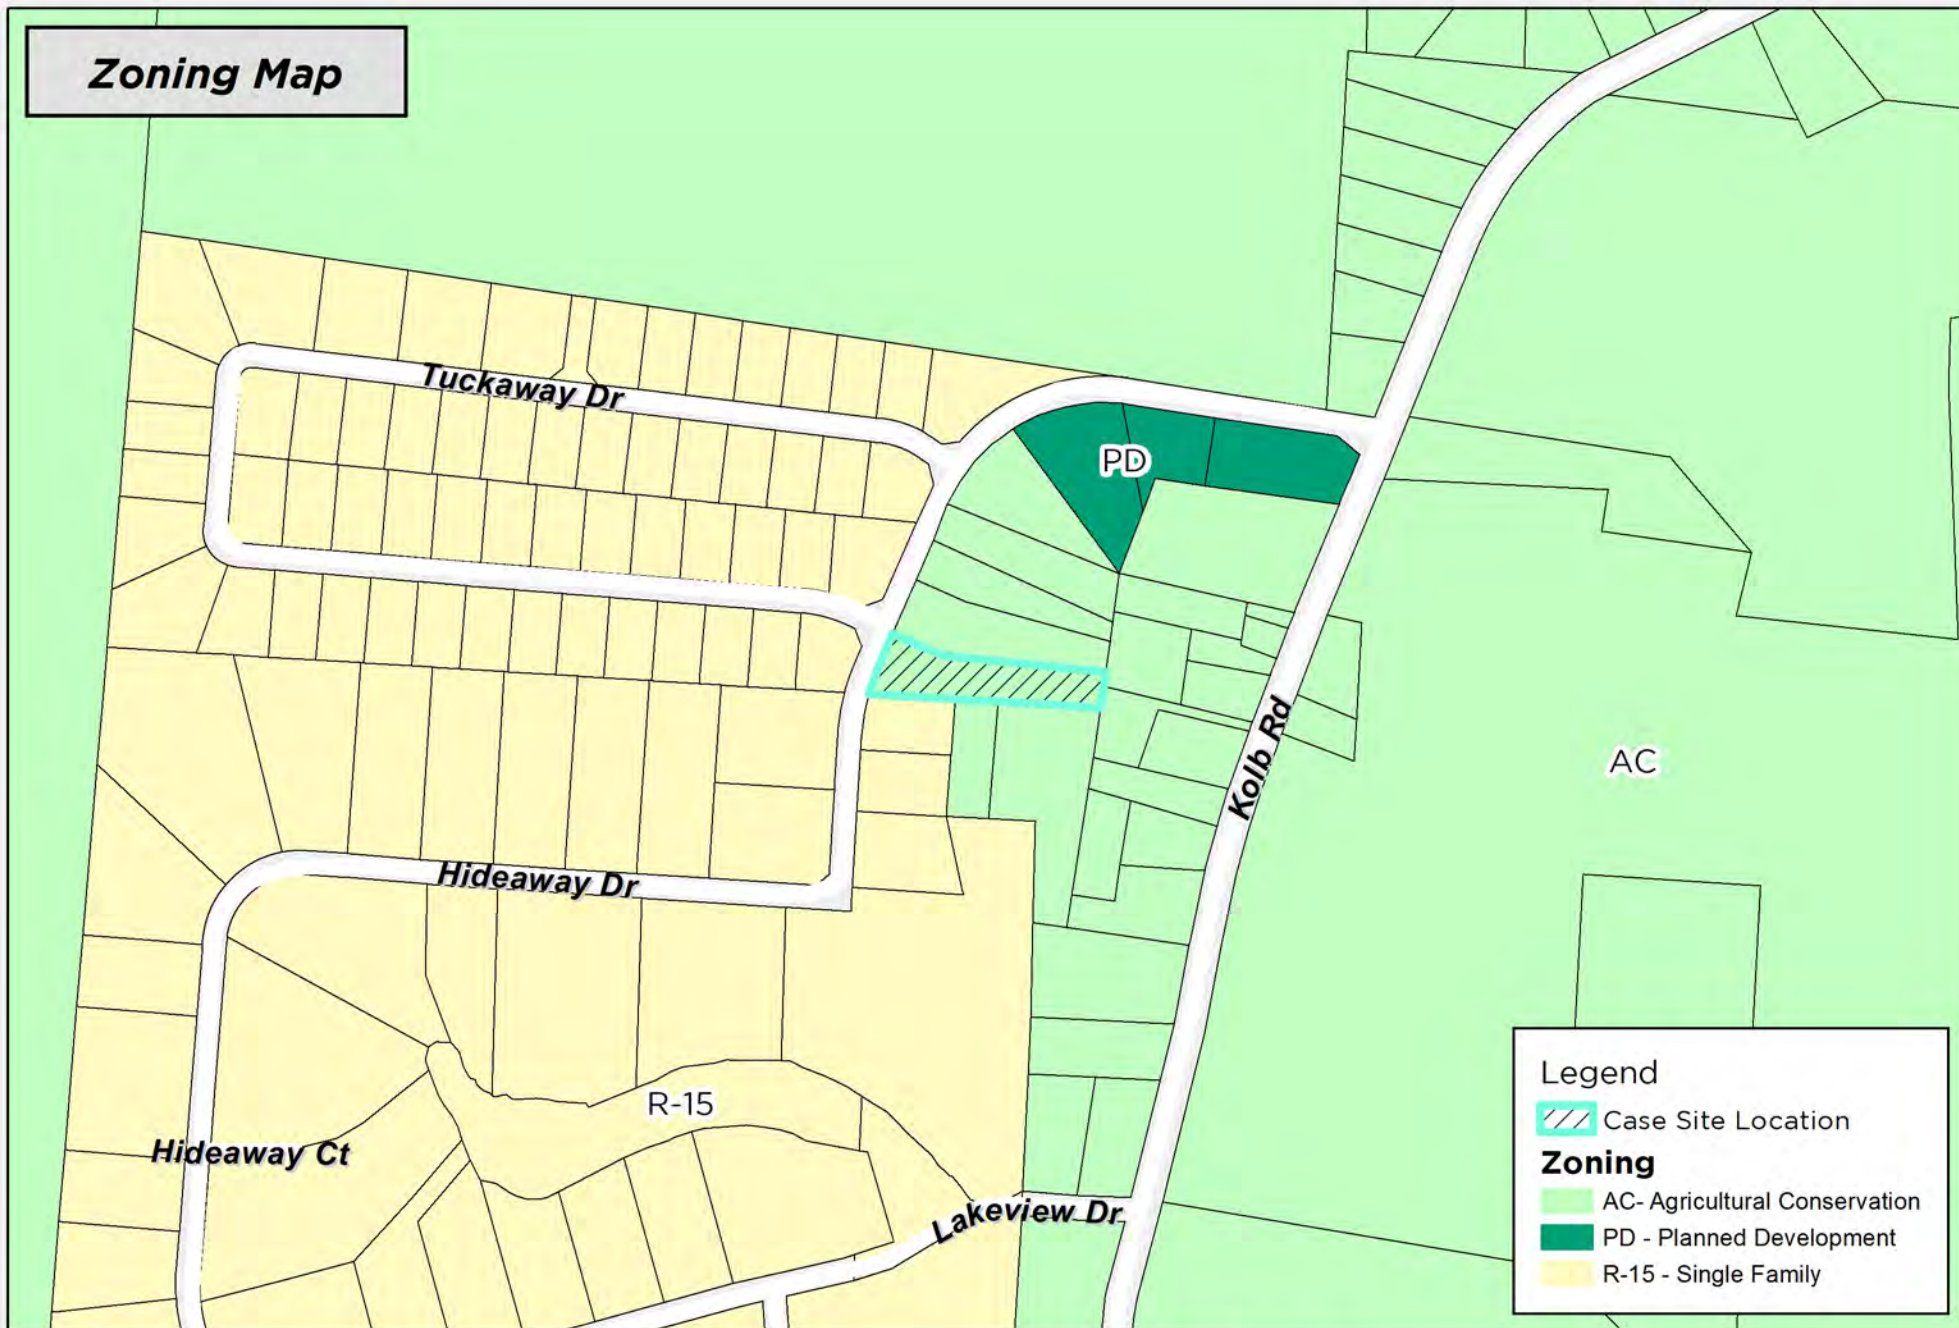 Zoning Map
Tuckaway Dr
PD
Kolb Rd
AC
Hideaway Dr
R-15
Hideaway Ct
Lakeview Dr
Legend
Case Site Location
Zoning
AC- Agricultural Conservation
PD - Planned Development
R-15 - Single Family